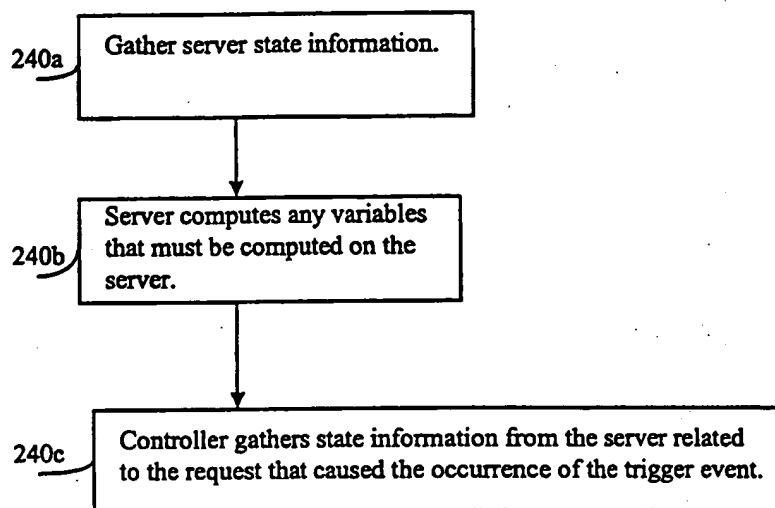 240a
Gather server state information.
240b
Server computes any variables
that must be computed on the
server.
240c
Controller gathers state information from the server related
to the request that caused the occurrence of the trigger event.